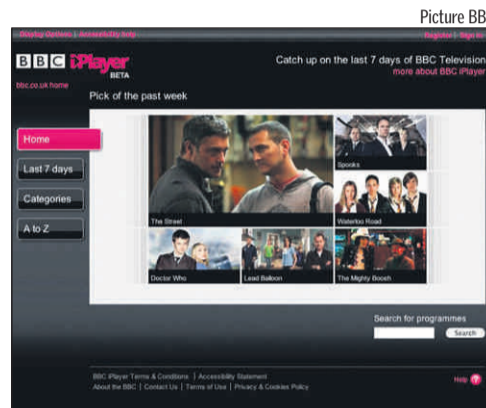 Picture BB
Display Options | Accessibility help
Register | Sign in
BBC iPlayer
BETA
Catch up on the last 7 days of BBC Television
more about BBC iPlayer
bbc.co.uk home
Pick of the past week
Home
Last 7 days
Categories
A to Z
The Street
Spooks
Waterloo Road
Doctor Who
Lead Balloon
The Mighty Boosh
Search for programmes
Search
BBC iPlayer Terms & Conditions | Accessibility Statement
About the BBC | Contact Us | Terms of Use | Privacy & Cookies Policy
Help ?